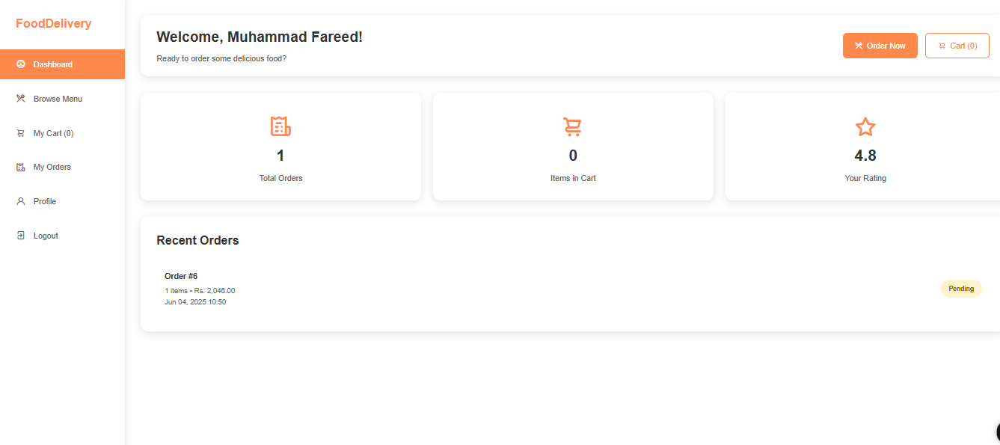 FoodDelivery
Dashboard
Browse Menu
My Cart (0)
My Orders
Profile
Logout
Welcome, Muhammad Fareed!
Ready to order some delicious food?
Order Now
Cart (0)
1
Total Orders
0
Items in Cart
4.8
Your Rating
Recent Orders
Order #6
1 items • Rs. 2,046.00
Jun 04, 2025 10:50
Pending